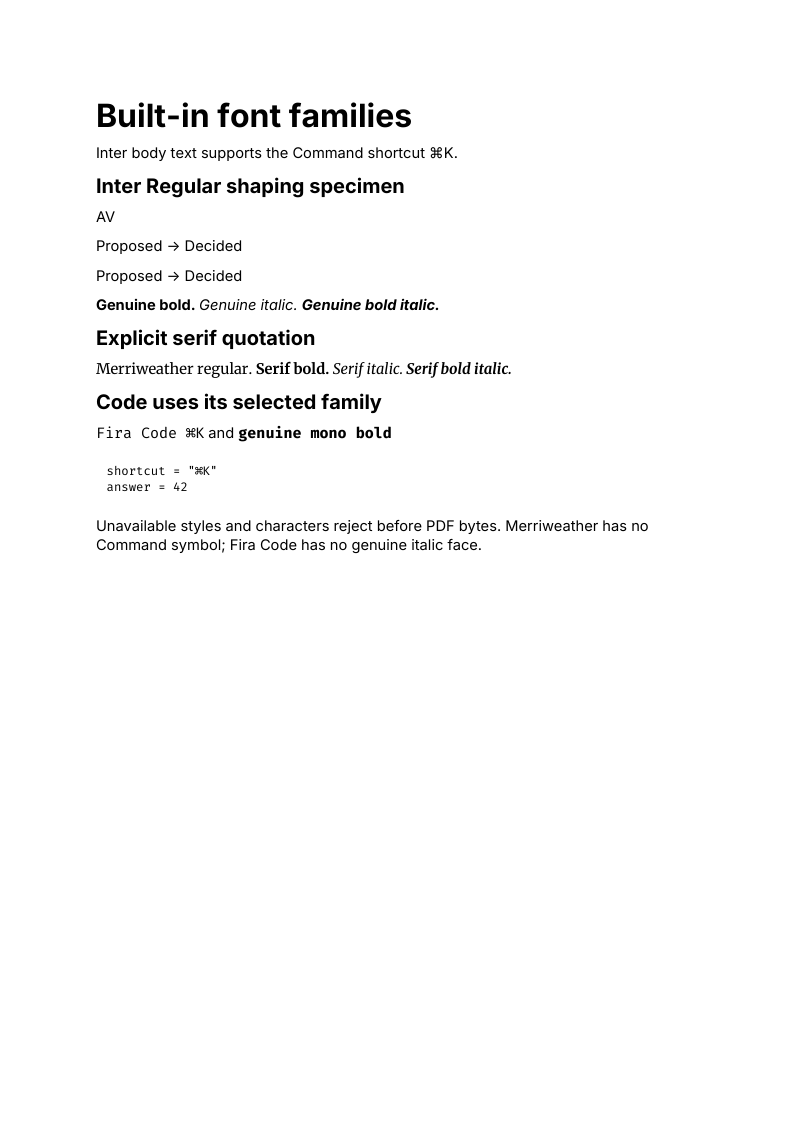 Built-in font families
Inter body text supports the Command shortcut ⌘K.
Inter Regular shaping specimen
AV
Proposed → Decided
Proposed → Decided
Genuine bold. Genuine italic. Genuine bold italic.
Explicit serif quotation
Merriweather regular. Serif bold. Serif italic. Serif bold italic.
Code uses its selected family
Fira Code ⌘K and genuine mono bold
shortcut = "⌘K"
answer = 42
Unavailable styles and characters reject before PDF bytes. Merriweather has no
Command symbol; Fira Code has no genuine italic face.